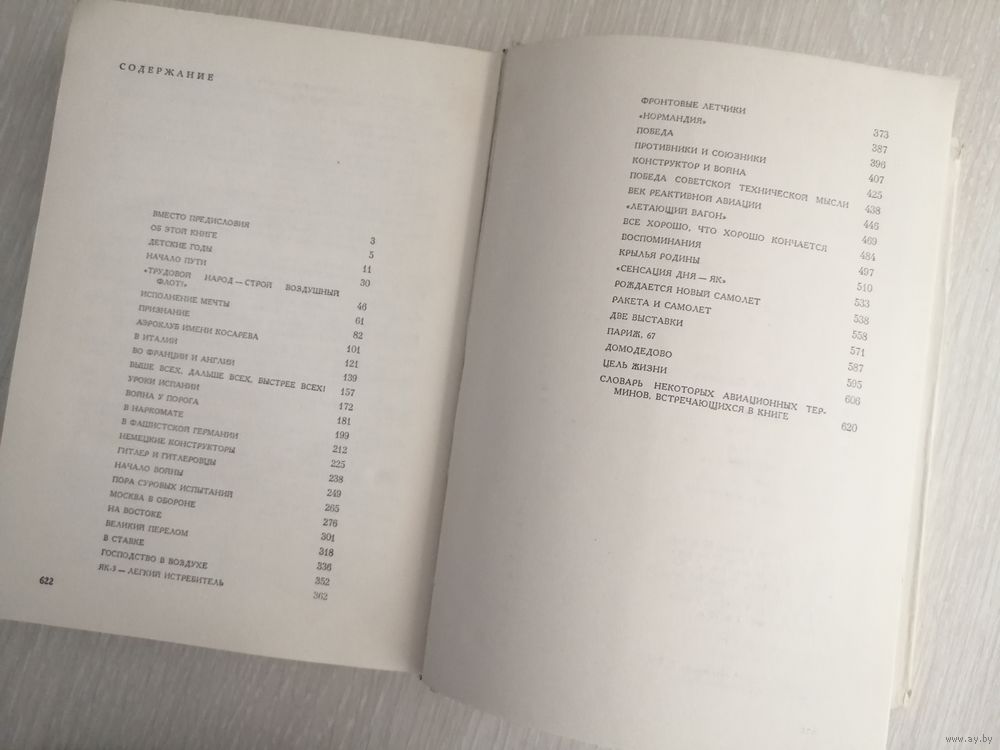 СОДЕРЖАНИЕ
ВМЕСТО ПРЕДИСЛОВИЯ 3
ОБ ЭТОЙ КНИГЕ 5
ДЕТСКИЕ ГОДЫ 11
НАЧАЛО ПУТИ 30
«ТРУДОВОЙ НАРОД — СТРОЙ ВОЗДУШНЫЙ
ФЛОТ!» 46
ИСПОЛНЕНИЕ МЕЧТЫ 61
ПРИЗНАНИЕ 82
АЭРОКЛУБ ИМЕНИ КОСАРЕВА 101
В ИТАЛИИ 121
ВО ФРАНЦИИ И АНГЛИИ 139
ВЫШЕ ВСЕХ, ДАЛЬШЕ ВСЕХ, БЫСТРЕЕ ВСЕХ! 157
УРОКИ ИСПАНИИ 172
ВОЙНА У ПОРОГА 181
В НАРКОМАТЕ 199
В ФАШИСТСКОЙ ГЕРМАНИИ 212
НЕМЕЦКИЕ КОНСТРУКТОРЫ 225
ГИТЛЕР И ГИТЛЕРОВЦЫ 238
НАЧАЛО ВОЙНЫ 249
ПОРА СУРОВЫХ ИСПЫТАНИЙ 265
МОСКВА В ОБОРОНЕ 276
НА ВОСТОКЕ 301
ВЕЛИКИЙ ПЕРЕЛОМ 318
В СТАВКЕ 336
ГОСПОДСТВО В ВОЗДУХЕ 352
ЯК-3 — ЛЕГКИЙ ИСТРЕБИТЕЛЬ 362
622
ФРОНТОВЫЕ ЛЕТЧИКИ 373
«НОРМАНДИЯ» 387
ПОБЕДА 396
ПРОТИВНИКИ И СОЮЗНИКИ 407
КОНСТРУКТОР И ВОЙНА 425
ПОБЕДА СОВЕТСКОЙ ТЕХНИЧЕСКОЙ МЫСЛИ 438
ВЕК РЕАКТИВНОЙ АВИАЦИИ 446
«ЛЕТАЮЩИЙ ВАГОН» 469
ВСЕ ХОРОШО, ЧТО ХОРОШО КОНЧАЕТСЯ 484
ВОСПОМИНАНИЯ 497
КРЫЛЬЯ РОДИНЫ 510
«СЕНСАЦИЯ ДНЯ — ЯК» 533
РОЖДАЕТСЯ НОВЫЙ САМОЛЕТ 538
РАКЕТА И САМОЛЕТ 558
ДВЕ ВЫСТАВКИ 571
ПАРИЖ, 67 587
ДОМОДЕДОВО 595
ЦЕЛЬ ЖИЗНИ 606
СЛОВАРЬ НЕКОТОРЫХ АВИАЦИОННЫХ ТЕР-
МИНОВ, ВСТРЕЧАЮЩИХСЯ В КНИГЕ 620
www.ay.by